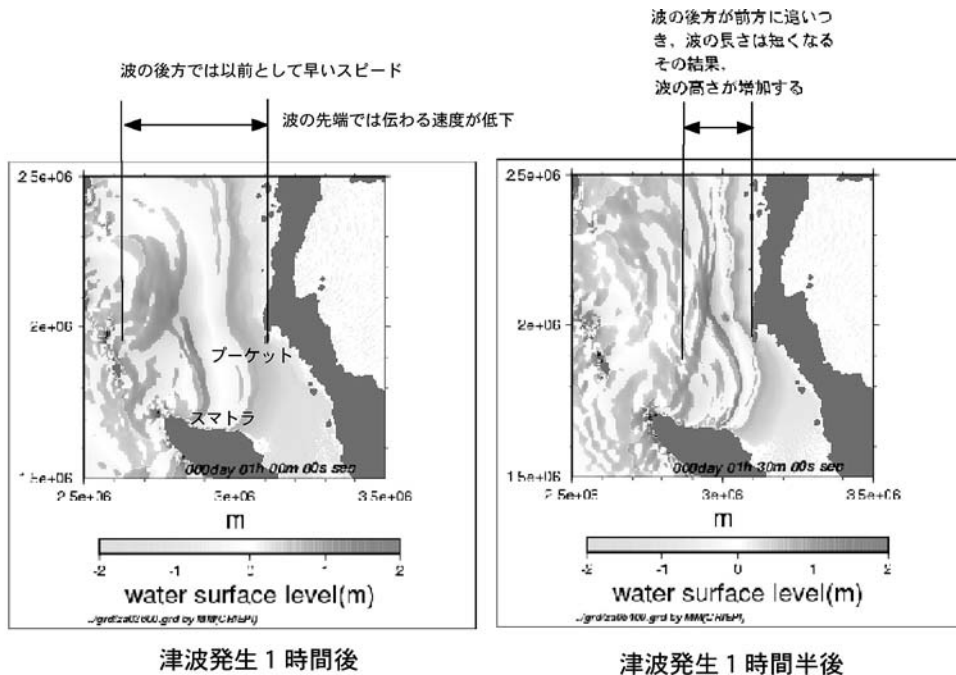 波の後方では以前として早いスピード
波の先端では伝わる速度が低下
2.5e+06
2e+06
1.5e+06
2.5e+06
3e+06
3.5e+06
プーケット
スマトラ
000day 01h 00m 00s sec
m
-2
-1
0
1
2
water surface level(m)
津波発生1時間後
波の後方が前方に追いつ
き、波の長さは短くなる
その結果、
波の高さが増加する
2e+06
3e+06
3.5e+06
000day 01h 30m 00s sec
m
-2
-1
0
1
2
water surface level(m)
津波発生1時間半後